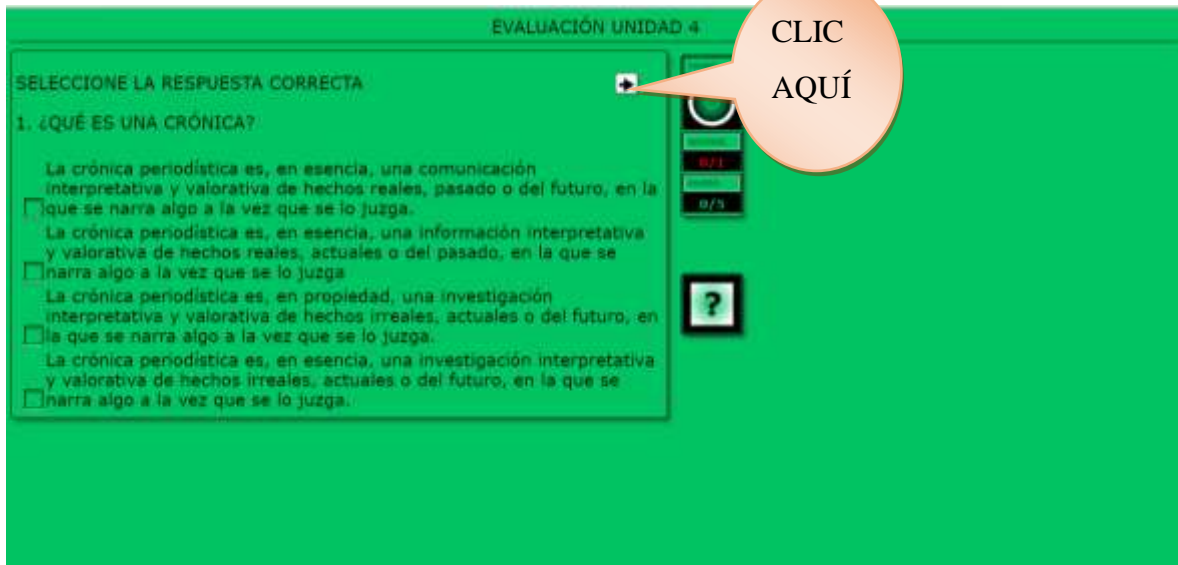 EVALUACIÓN UNIDAD 4
CLIC
AQUÍ
SELECCIONE LA RESPUESTA CORRECTA
1. ¿QUÉ ES UNA CRÓNICA?
La crónica periodística es, en esencia, una comunicación
interpretativa y valorativa de hechos reales, pasado o del futuro, en la
que se narra algo a la vez que se lo juzga.
La crónica periodística es, en esencia, una información interpretativa
y valorativa de hechos reales, actuales o del pasado, en la que se
narra algo a la vez que se lo juzga
La crónica periodística es, en propiedad, una investigación
interpretativa y valorativa de hechos irreales, actuales o del futuro, en
la que se narra algo a la vez que se lo juzga.
La crónica periodística es, en esencia, una investigación interpretativa
y valorativa de hechos irreales, actuales o del futuro, en la que se
narra algo a la vez que se lo juzga.
0/1
0/5
?